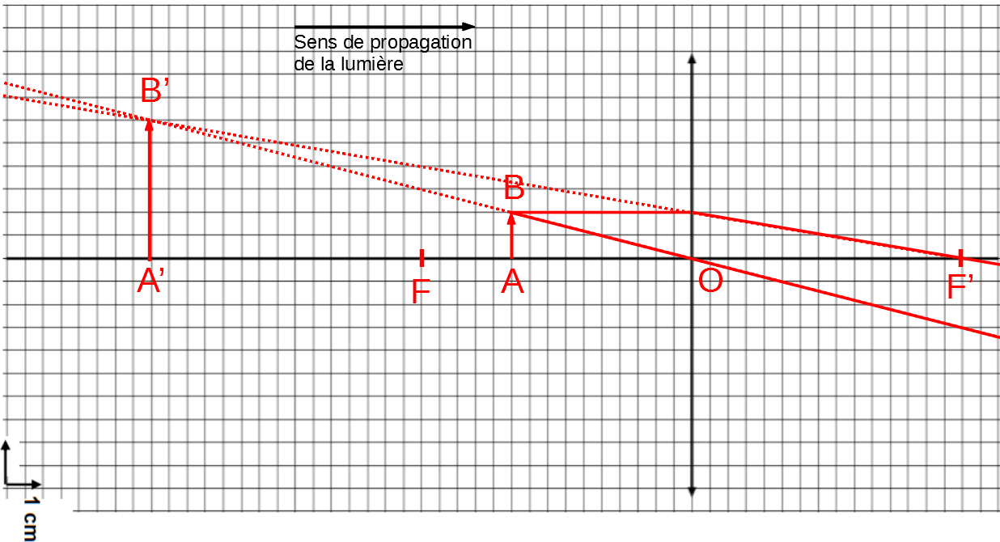 Sens de propagation
de la lumière
B’
B
A’
F
A
O
F’
1 cm